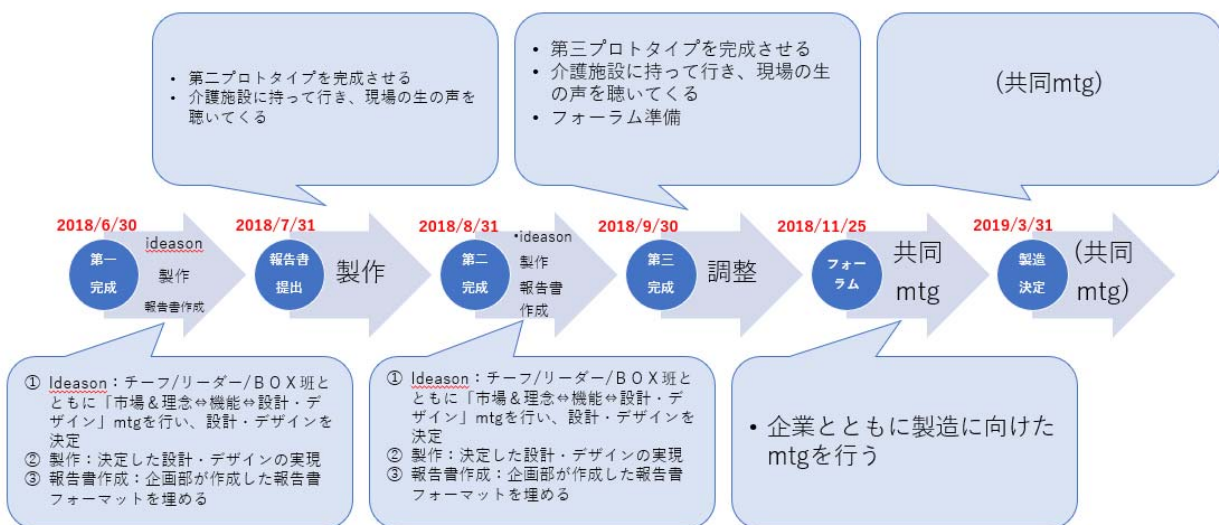 • 第二プロトタイプを完成させる
• 介護施設に持って行き、現場の生の声を
聴いてくる
• 第三プロトタイプを完成させる
• 介護施設に持って行き、現場の生
の声を聴いてくる
• フォーラム準備
(共同mtg)
2018/6/30
第一
完成
ideason
製作
報告書作成
2018/7/31
報告書
提出
製作
2018/8/31
第二
完成
•ideason
製作
報告書
作成
2018/9/30
第三
完成
調整
2018/11/25
フォー
ラム
共同
mtg
2019/3/31
製造
決定
(共同
mtg)
① Ideason：チーフ/リーダー/ＢＯＸ班と
ともに「市場＆理念⇔機能⇔設計・デ
ザイン」mtgを行い、設計・デザインを
決定
② 製作：決定した設計・デザインの実現
③ 報告書作成：企画部が作成した報告書
フォーマットを埋める
① Ideason：チーフ/リーダー/ＢＯＸ班と
ともに「市場＆理念⇔機能⇔設計・デ
ザイン」mtgを行い、設計・デザインを
決定
② 製作：決定した設計・デザインの実現
③ 報告書作成：企画部が作成した報告書
フォーマットを埋める
• 企業とともに製造に向けた
mtgを行う